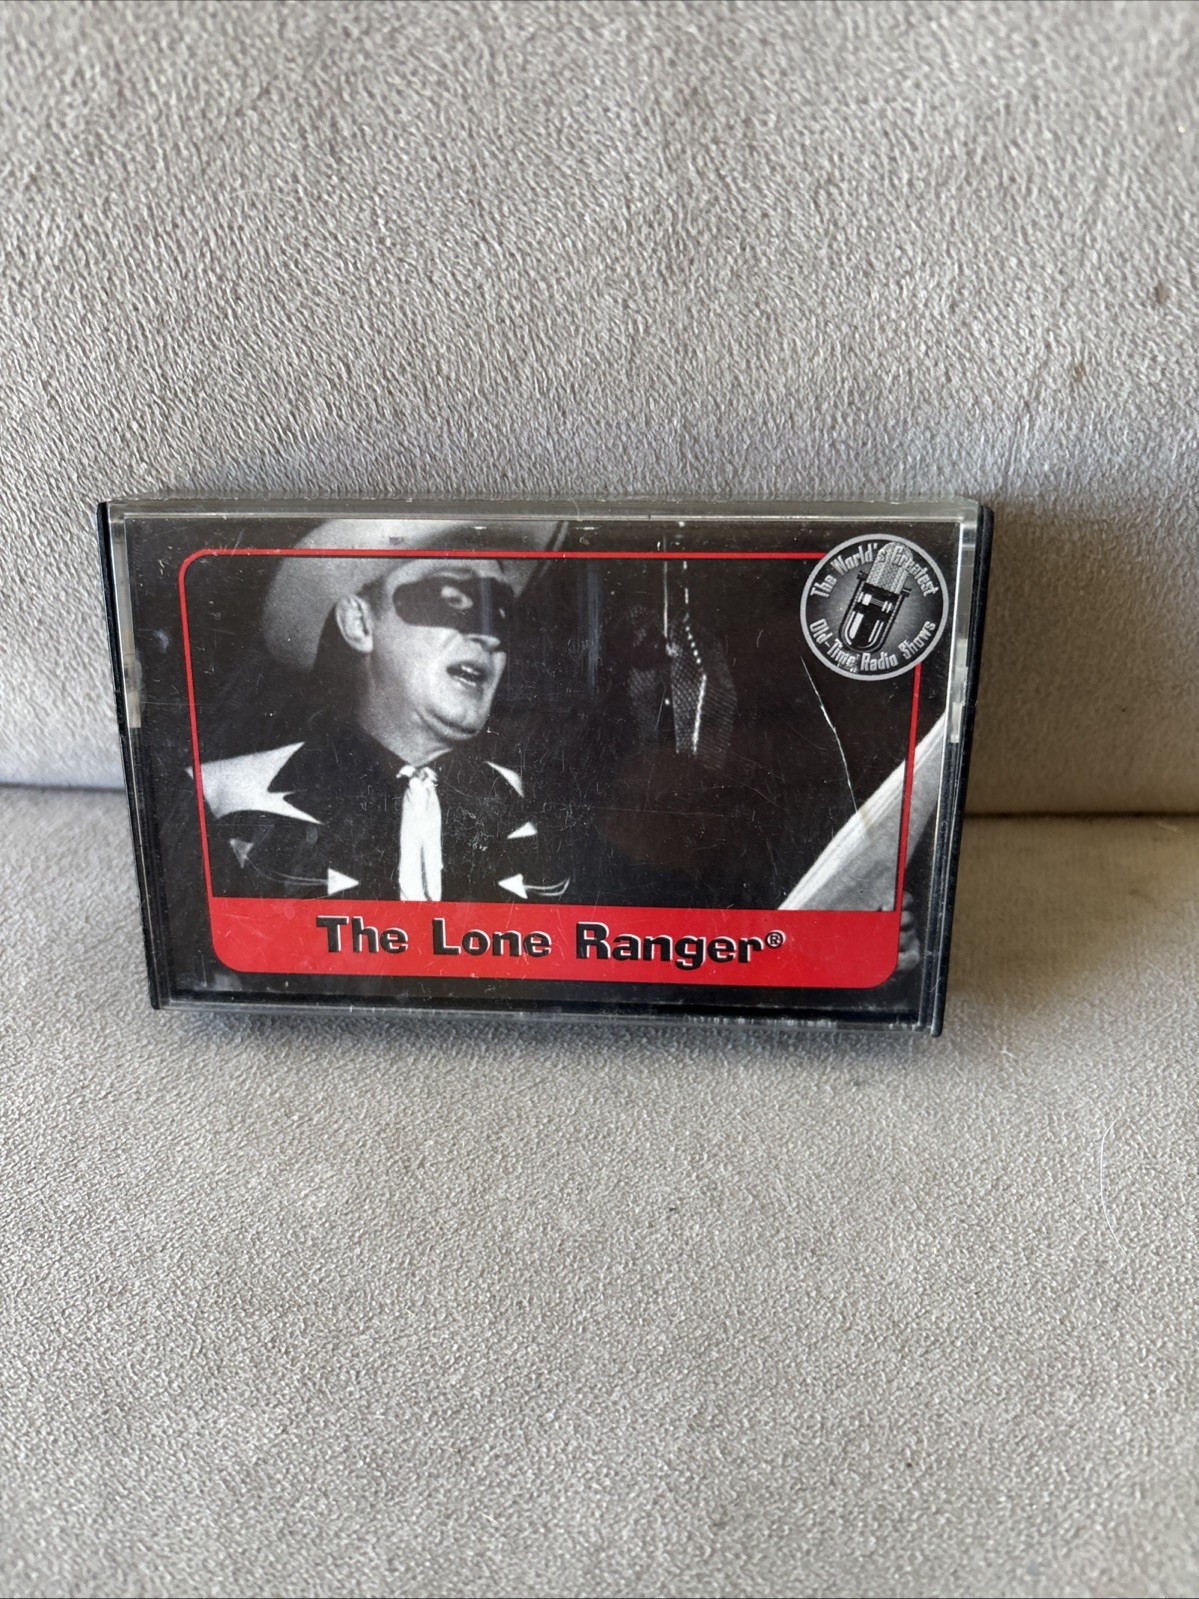 The World's Greatest
Old-Time Radio Shows
The Lone Ranger®